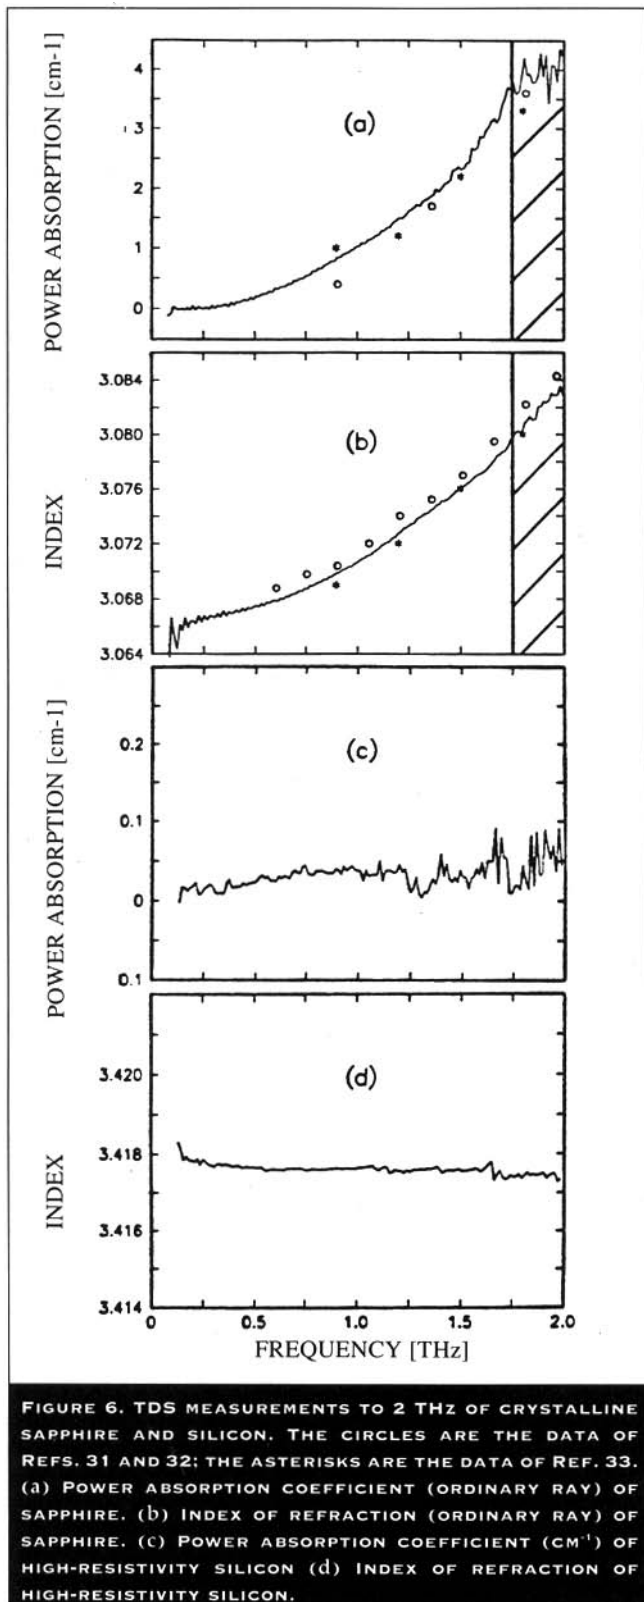 POWER ABSORPTION [cm-1]
4
3
2
1
0
(a)
INDEX
3.084
3.080
3.076
3.072
3.068
3.064
(b)
POWER ABSORPTION [cm-1]
0.2
0.1
0
0.1
(c)
INDEX
3.420
3.418
3.416
3.414
(d)
0 0.5 1.0 1.5 2.0
FREQUENCY [THz]
FIGURE 6. TDS MEASUREMENTS TO 2 THZ OF CRYSTALLINE
SAPPHIRE AND SILICON. THE CIRCLES ARE THE DATA OF
REFS. 31 AND 32; THE ASTERISKS ARE THE DATA OF REF. 33.
(a) POWER ABSORPTION COEFFICIENT (ORDINARY RAY) OF
SAPPHIRE. (b) INDEX OF REFRACTION (ORDINARY RAY) OF
SAPPHIRE. (c) POWER ABSORPTION COEFFICIENT (CM⁻¹) OF
HIGH-RESISTIVITY SILICON (d) INDEX OF REFRACTION OF
HIGH-RESISTIVITY SILICON.